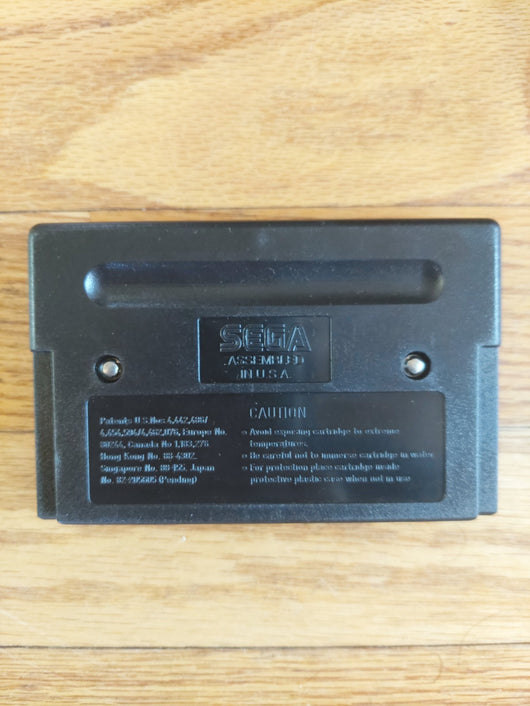 SEGA
ASSEMBLED
IN U.S.A.
Patents: U.S. Nos. 4,442,486/
4,454,594/4,462,076, Europe No.
80244, Canada No. 1,183,276
Hong Kong No. 88-4302,
Singapore No. 88-155, Japan
No. 82-205605 (Pending)
CAUTION
Avoid exposing cartridge to extreme
temperatures.
Be careful not to immerse cartridge in water.
For protection place cartridge inside
protective plastic case when not in use